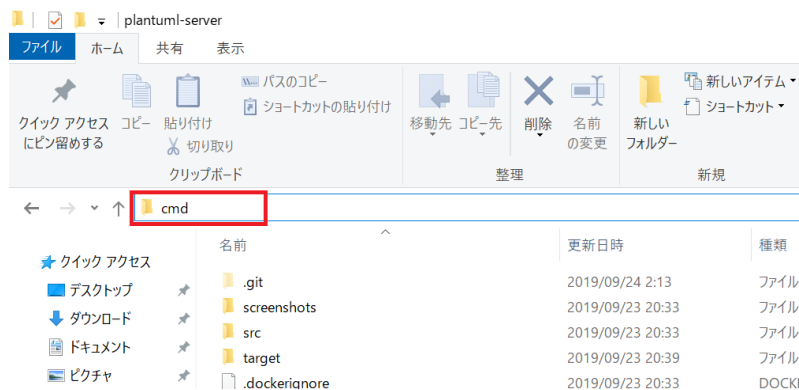 plantuml-server
ファイル ホーム 共有 表示
クイック アクセス
にピン留めする
コピー
貼り付け
パスのコピー
ショートカットの貼り付け
切り取り
クリップボード
移動先
コピー先
削除
名前
の変更
整理
新しい
フォルダー
新しいアイテム
ショートカット
新規
cmd
クイック アクセス
デスクトップ
ダウンロード
ドキュメント
ピクチャ
名前 更新日時 種類
.git 2019/09/24 2:13 ファイル
screenshots 2019/09/23 20:33 ファイル
src 2019/09/23 20:33 ファイル
target 2019/09/23 20:39 ファイル
.dockerignore 2019/09/23 20:33 DOCK